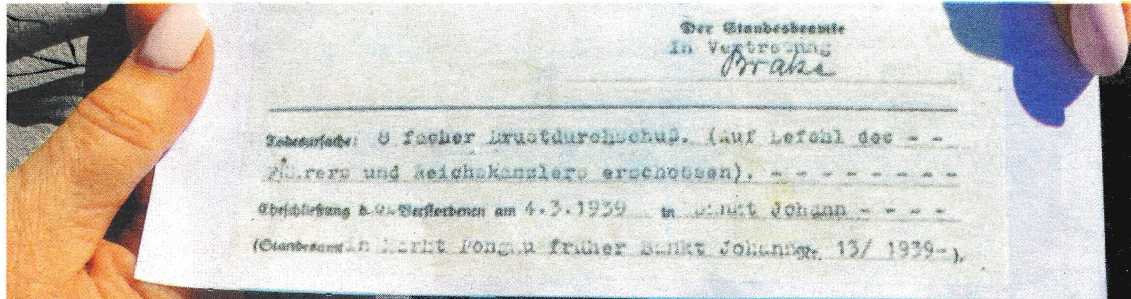 Der Standesbeamte
In Vertretung
Brake
Todesursache: 8 facher Brustdurchschuß. (Auf Befehl des - -
Führers und Reichskanzlers erschossen). - - - - - - - -
Eheschließung d. Verstorbenen am 4.3.1939 in Sankt Johann - - - -
(Standesamt in Markt Pongau früher Sankt Johann Nr. 13/ 1939-).